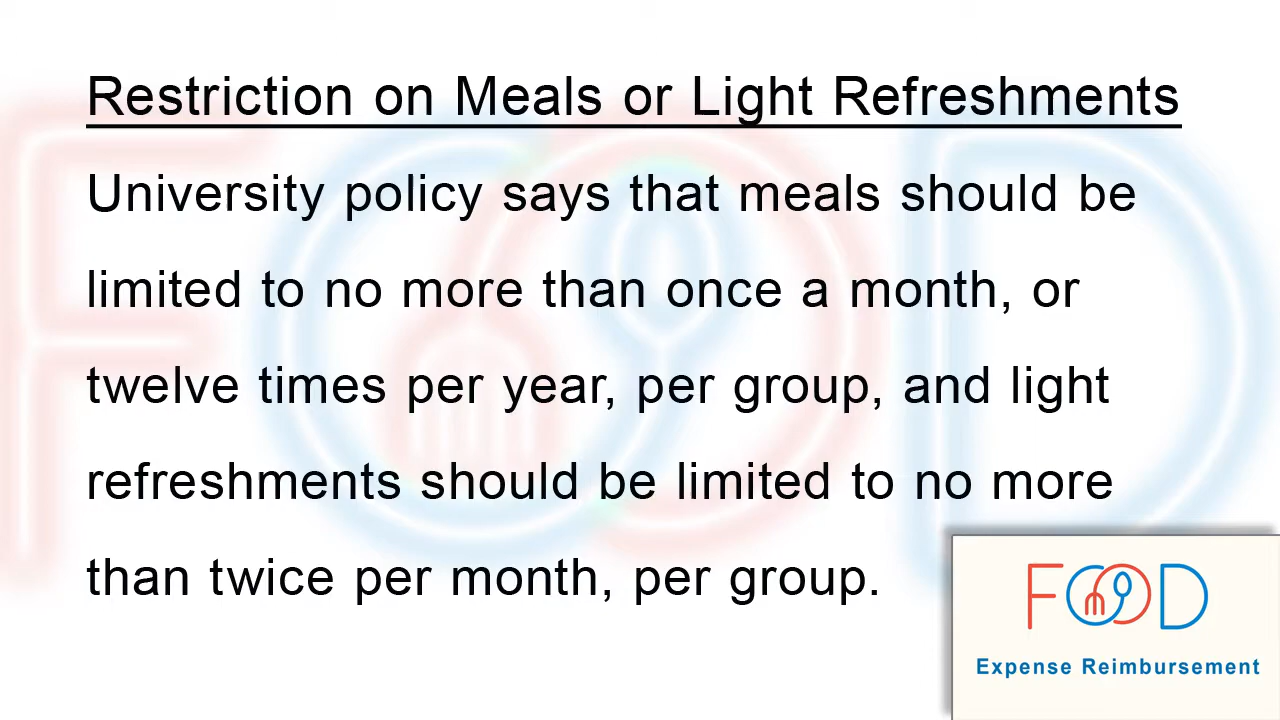 Restriction on Meals or Light Refreshments
University policy says that meals should be
limited to no more than once a month, or
twelve times per year, per group, and light
refreshments should be limited to no more
than twice per month, per group.
FOOD
Expense Reimbursement